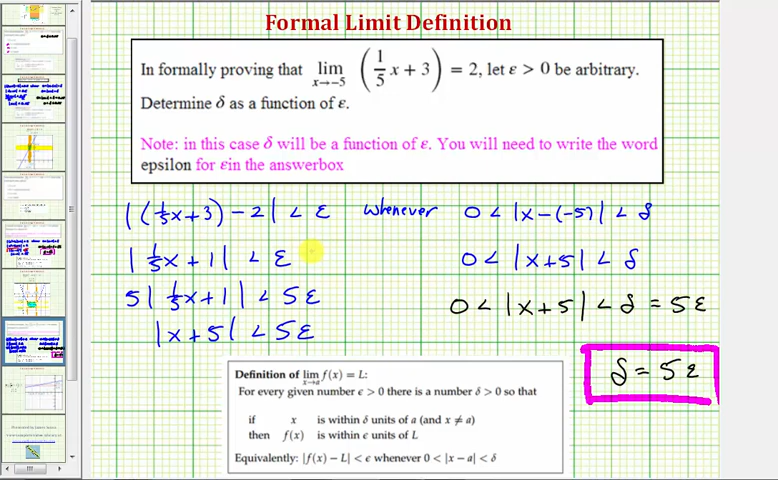 Formal Limit Definition
In formally proving that lim x→−5 (1/5 x + 3) = 2, let ε > 0 be arbitrary.
Determine δ as a function of ε.
Note: in this case δ will be a function of ε. You will need to write the word
epsilon for εin the answerbox
|(1/5x + 3) − 2| < ε whenever 0 < |x − (−5)| < δ
|1/5x + 1| < ε 0 < |x + 5| < δ
5|1/5x + 1| < 5ε 0 < |x + 5| < δ = 5ε
|x + 5| < 5ε
δ = 5ε
Definition of lim x→a f(x) = L:
For every given number ϵ > 0 there is a number δ > 0 so that
if x is within δ units of a (and x ≠ a)
then f(x) is within ϵ units of L
Equivalently: |f(x) − L| < ϵ whenever 0 < |x − a| < δ